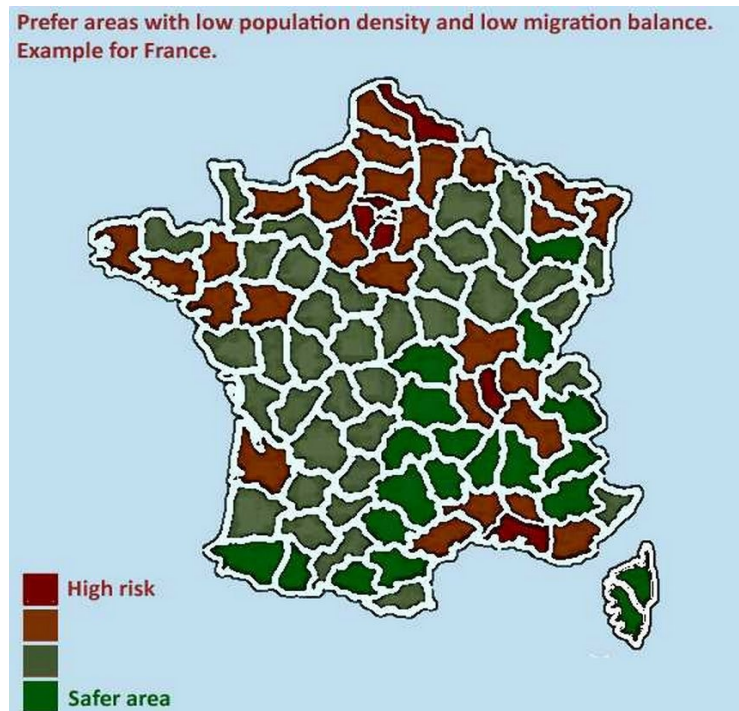 Prefer areas with low population density and low migration balance.
Example for France.
High risk
Safer area